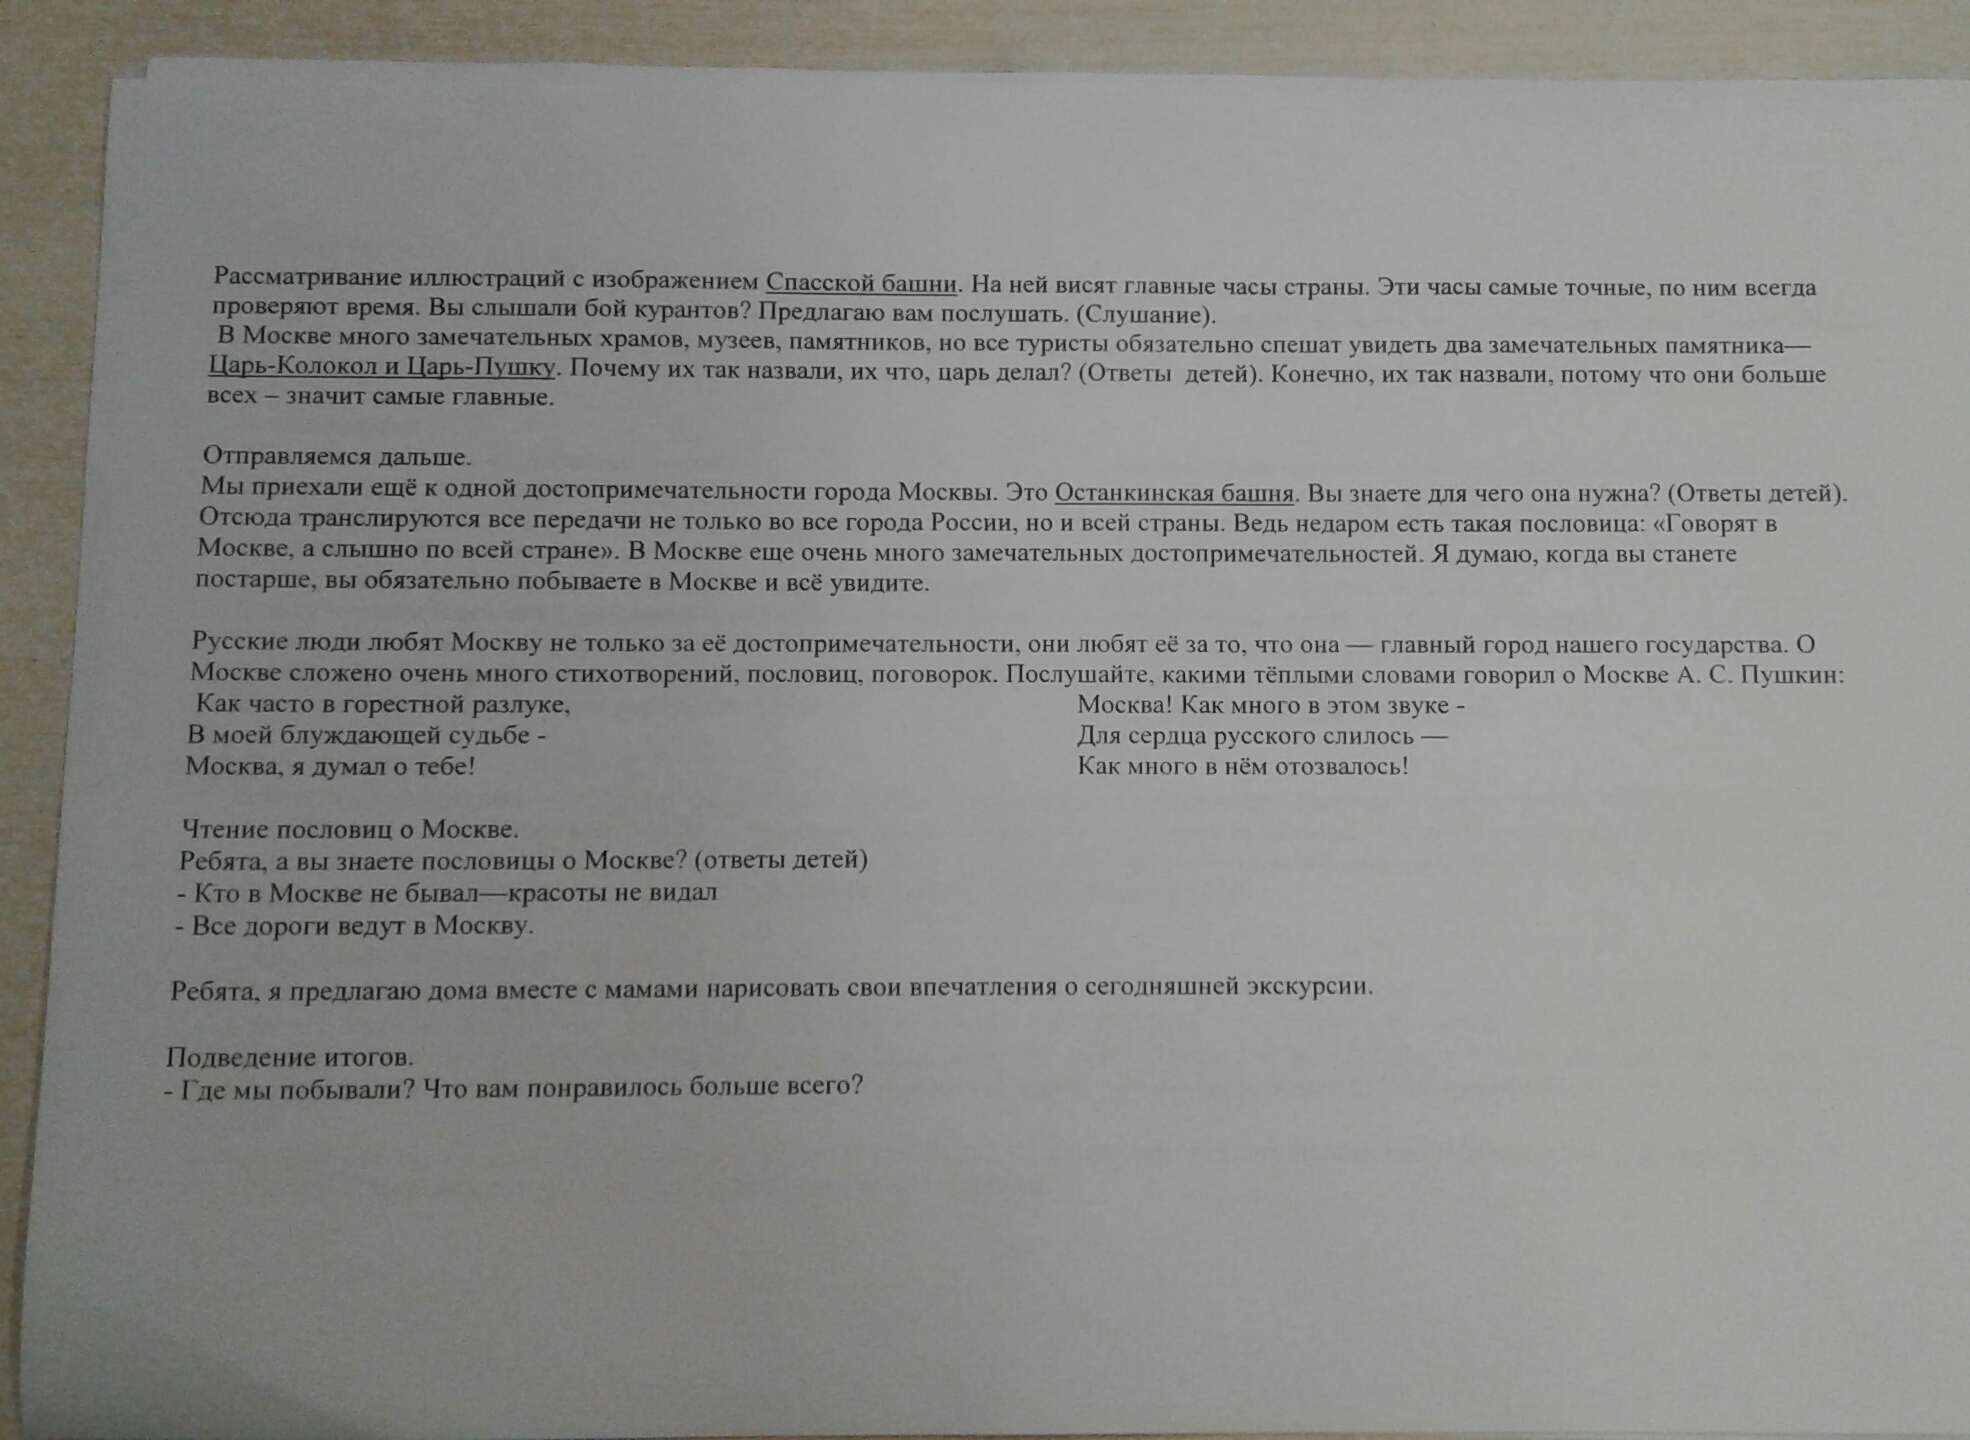 Рассматривание иллюстраций с изображением Спасской башни. На ней висят главные часы страны. Эти часы самые точные, по ним всегда
проверяют время. Вы слышали бой курантов? Предлагаю вам послушать. (Слушание).
В Москве много замечательных храмов, музеев, памятников, но все туристы обязательно спешат увидеть два замечательных памятника—
Царь-Колокол и Царь-Пушку. Почему их так назвали, их что, царь делал? (Ответы детей). Конечно, их так назвали, потому что они больше
всех – значит самые главные.
Отправляемся дальше.
Мы приехали ещё к одной достопримечательности города Москвы. Это Останкинская башня. Вы знаете для чего она нужна? (Ответы детей).
Отсюда транслируются все передачи не только во все города России, но и всей страны. Ведь недаром есть такая пословица: «Говорят в
Москве, а слышно по всей стране». В Москве еще очень много замечательных достопримечательностей. Я думаю, когда вы станете
постарше, вы обязательно побываете в Москве и всё увидите.
Русские люди любят Москву не только за её достопримечательности, они любят её за то, что она — главный город нашего государства. О
Москве сложено очень много стихотворений, пословиц, поговорок. Послушайте, какими тёплыми словами говорил о Москве А. С. Пушкин:
Как часто в горестной разлуке,
В моей блуждающей судьбе -
Москва, я думал о тебе!
Москва! Как много в этом звуке -
Для сердца русского слилось —
Как много в нём отозвалось!
Чтение пословиц о Москве.
Ребята, а вы знаете пословицы о Москве? (ответы детей)
- Кто в Москве не бывал—красоты не видал
- Все дороги ведут в Москву.
Ребята, я предлагаю дома вместе с мамами нарисовать свои впечатления о сегодняшней экскурсии.
Подведение итогов.
- Где мы побывали? Что вам понравилось больше всего?